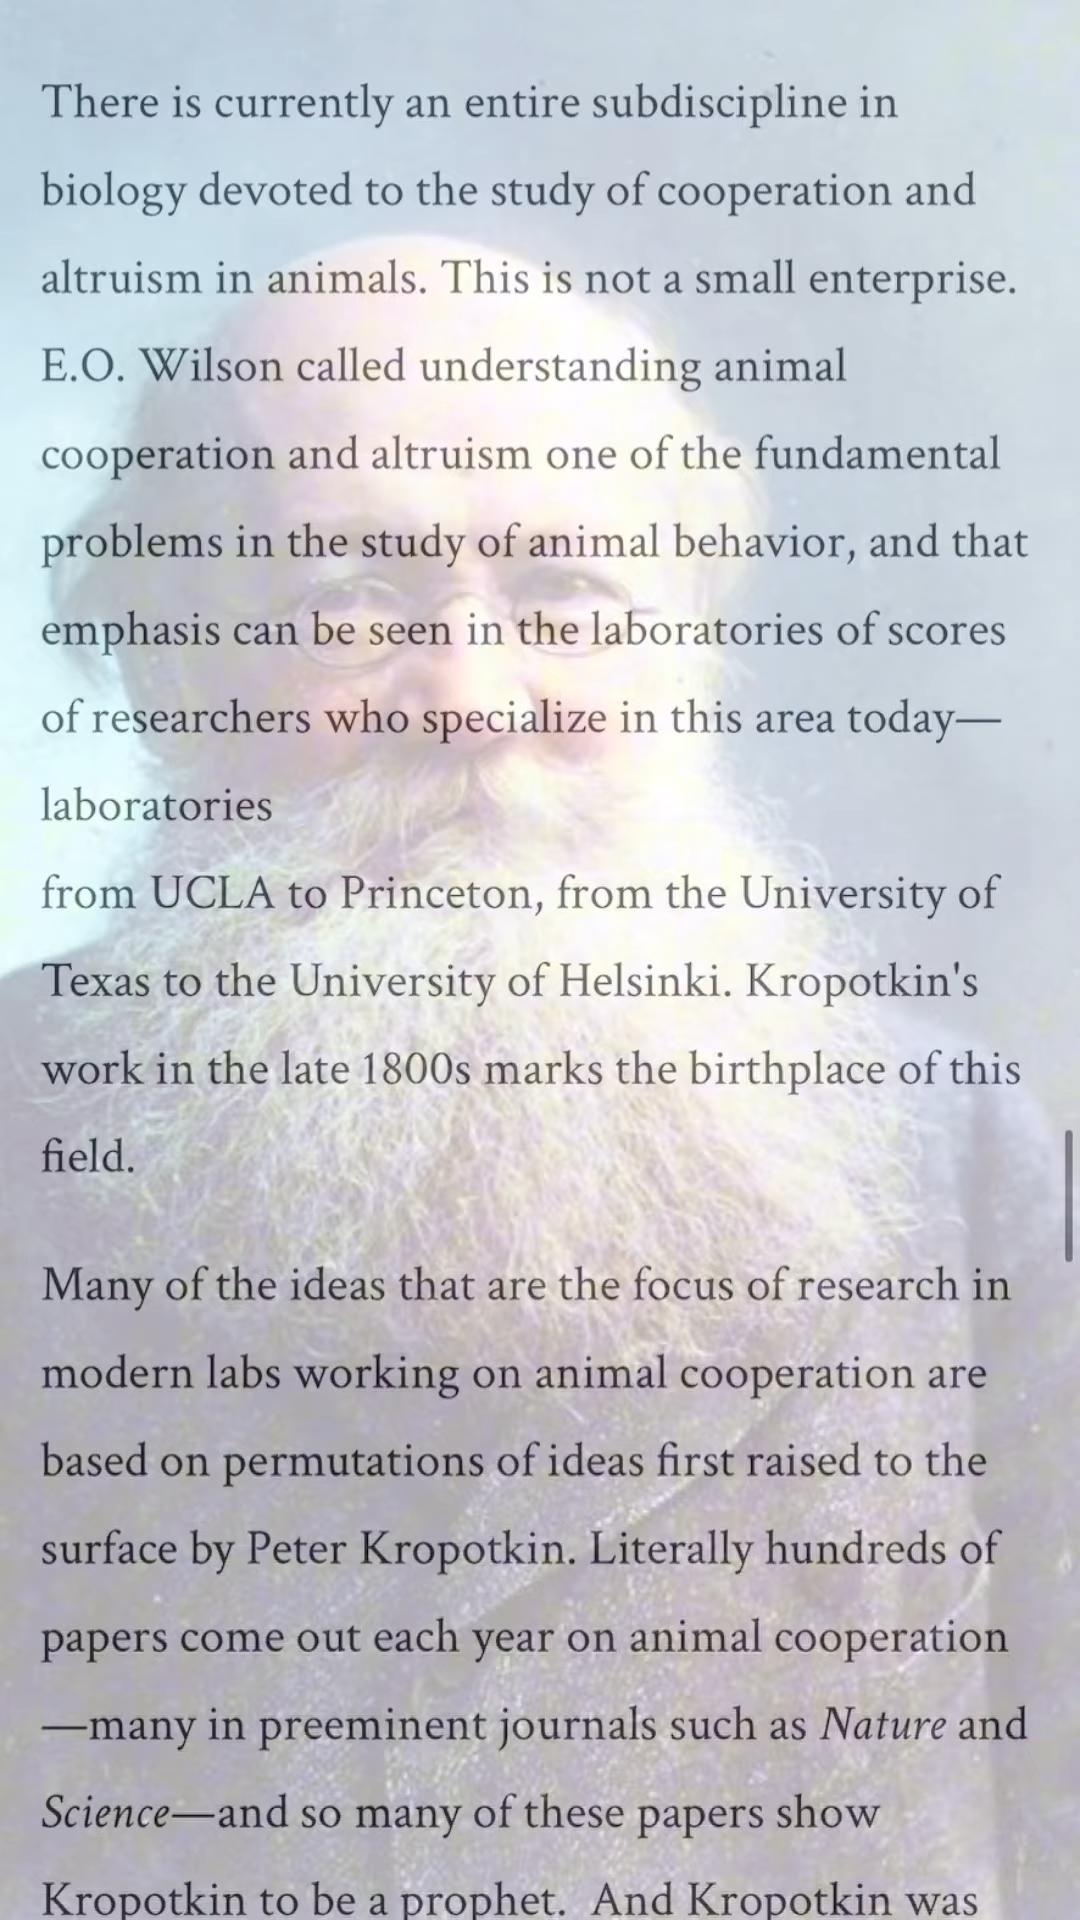 There is currently an entire subdiscipline in
biology devoted to the study of cooperation and
altruism in animals. This is not a small enterprise.
E.O. Wilson called understanding animal
cooperation and altruism one of the fundamental
problems in the study of animal behavior, and that
emphasis can be seen in the laboratories of scores
of researchers who specialize in this area today—
laboratories
from UCLA to Princeton, from the University of
Texas to the University of Helsinki. Kropotkin's
work in the late 1800s marks the birthplace of this
field.
Many of the ideas that are the focus of research in
modern labs working on animal cooperation are
based on permutations of ideas first raised to the
surface by Peter Kropotkin. Literally hundreds of
papers come out each year on animal cooperation
—many in preeminent journals such as Nature and
Science—and so many of these papers show
Kropotkin to be a prophet.  And Kropotkin was